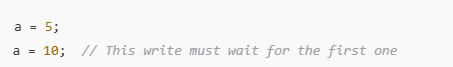 a = 5;
a = 10;  // This write must wait for the first one